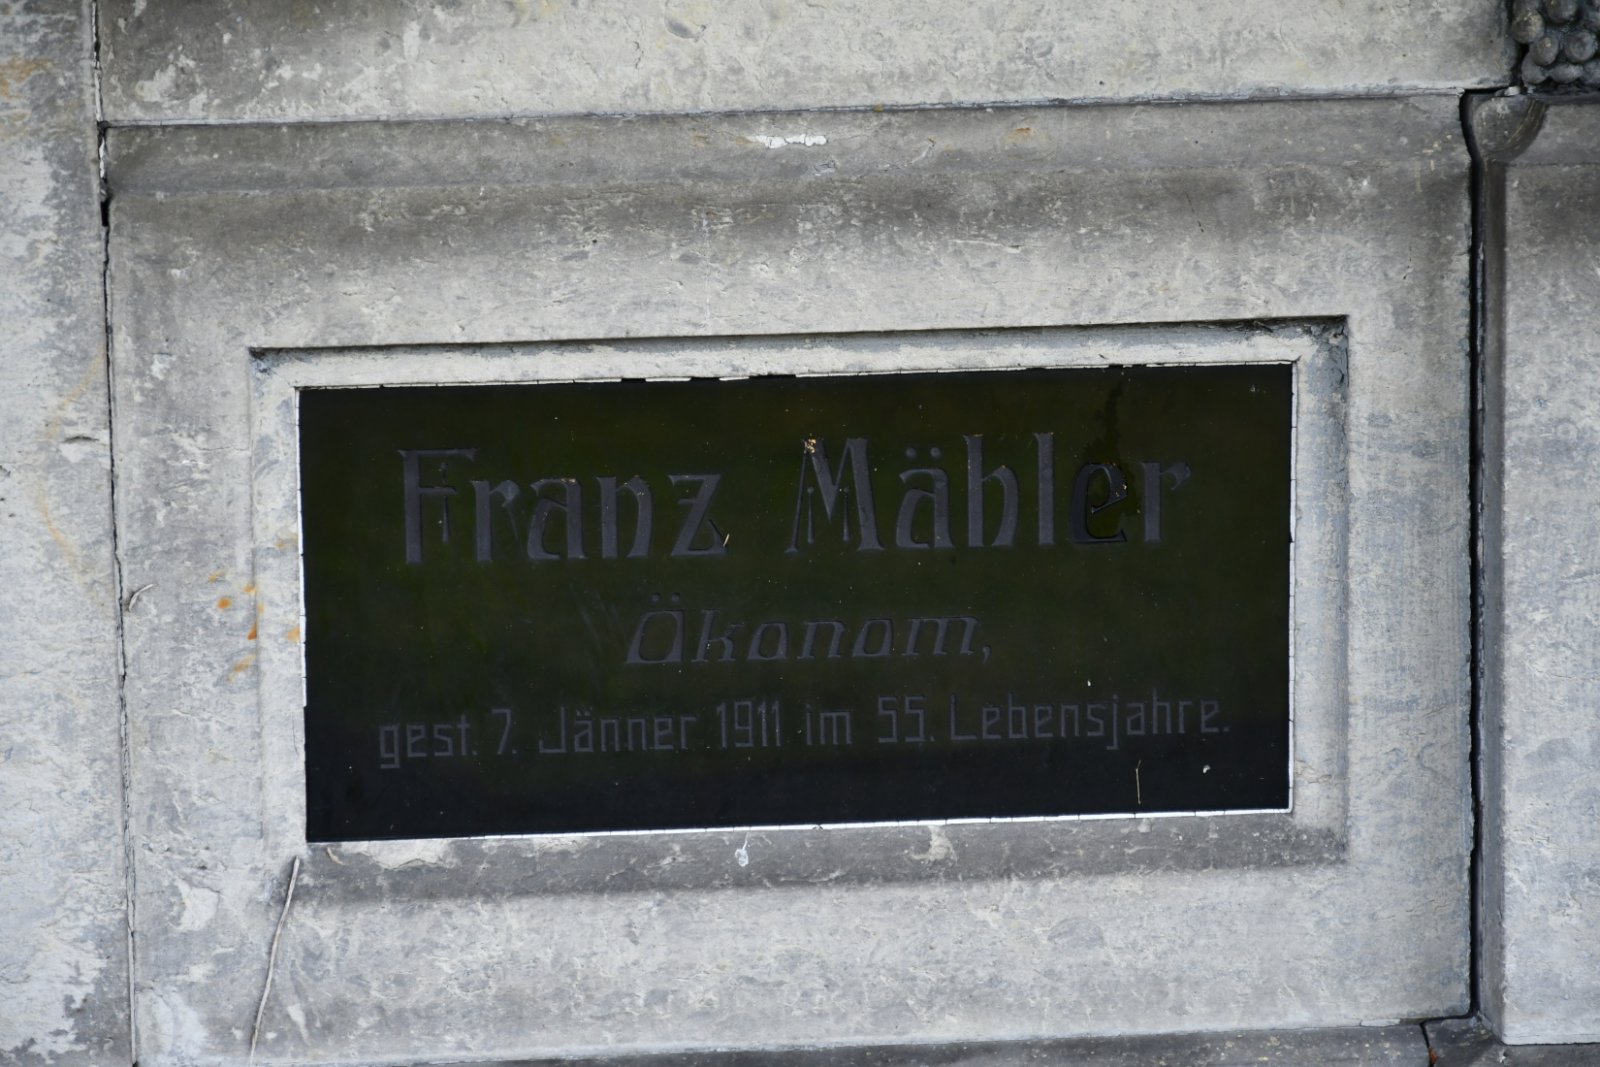 Franz Mähler
Ökonom,
gest. 7. Jänner 1911 im 55. Lebensjahre.